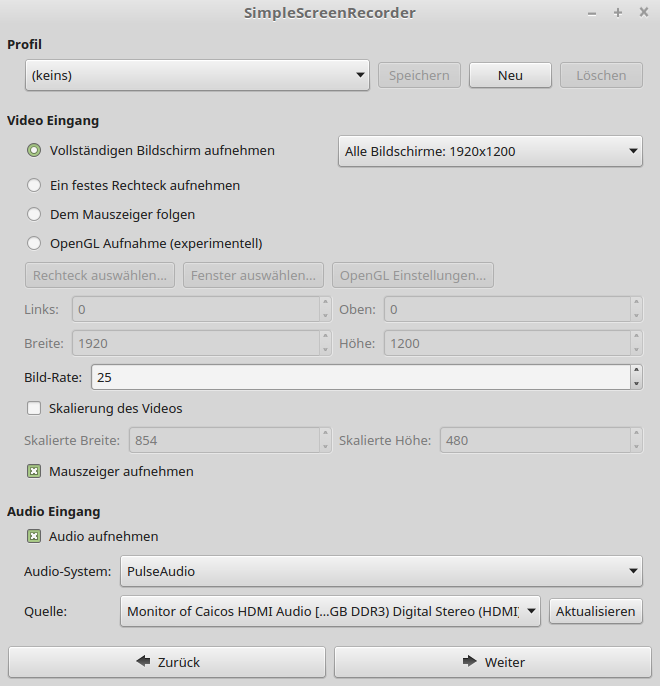 SimpleScreenRecorder
Profil
(keins) Speichern Neu Löschen
Video Eingang
Vollständigen Bildschirm aufnehmen Alle Bildschirme: 1920x1200
Ein festes Rechteck aufnehmen
Dem Mauszeiger folgen
OpenGL Aufnahme (experimentell)
Rechteck auswählen... Fenster auswählen... OpenGL Einstellungen...
Links: 0 Oben: 0
Breite: 1920 Höhe: 1200
Bild-Rate: 25
Skalierung des Videos
Skalierte Breite: 854 Skalierte Höhe: 480
Mauszeiger aufnehmen
Audio Eingang
Audio aufnehmen
Audio-System: PulseAudio
Quelle: Monitor of Caicos HDMI Audio [...GB DDR3) Digital Stereo (HDMI) Aktualisieren
Zurück Weiter